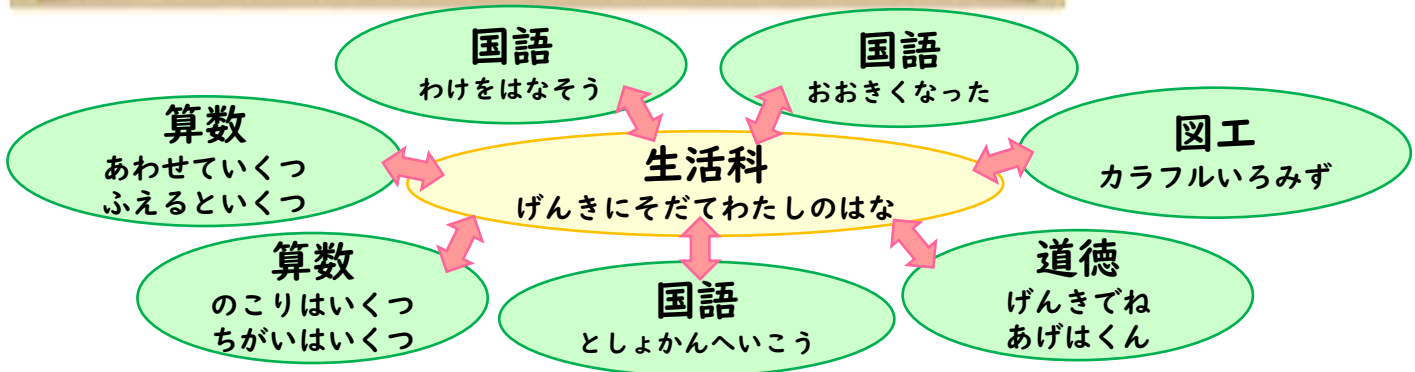 国語
わけをはなそう
国語
おおきくなった
算数
あわせていくつ
ふえるといくつ
生活科
げんきにそだてわたしのはな
図工
カラフルいろみず
算数
のこりはいくつ
ちがいはいくつ
国語
としょかんへいこう
道徳
げんきでね
あげはくん